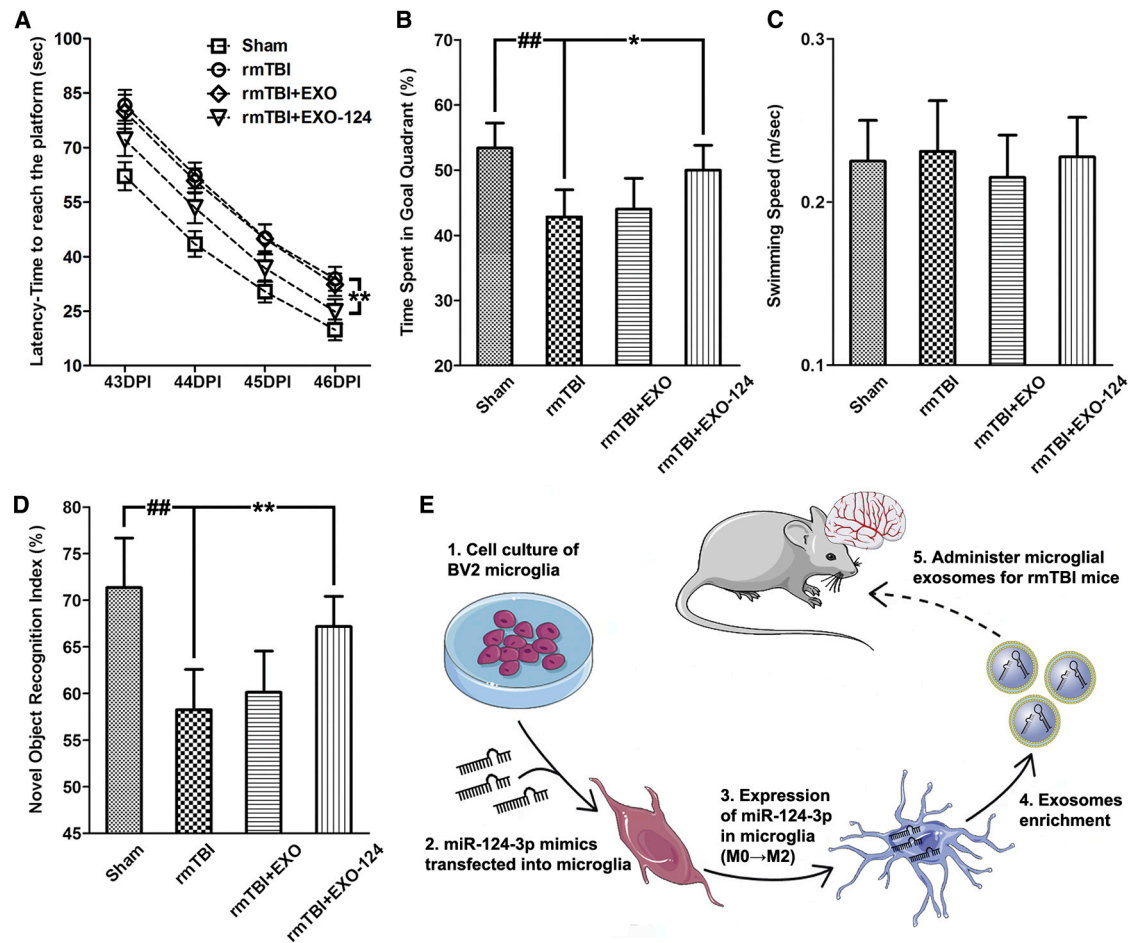 A
Latency-Time to reach the platform (sec)
100
85
70
55
40
25
10
43DPI
44DPI
45DPI
46DPI
Sham
rmTBI
rmTBI+EXO
rmTBI+EXO-124
**
B
Time Spent in Goal Quadrant (%)
70
60
50
40
30
20
##
*
Sham
rmTBI
rmTBI+EXO
rmTBI+EXO-124
C
Swimming Speed (m/sec)
0.3
0.2
0.1
Sham
rmTBI
rmTBI+EXO
rmTBI+EXO-124
D
Novel Object Recognition Index (%)
80
75
70
65
60
55
50
45
##
**
Sham
rmTBI
rmTBI+EXO
rmTBI+EXO-124
E
1. Cell culture of
BV2 microglia
2. miR-124-3p mimics
transfected into microglia
3. Expression
of miR-124-3p
in microglia
(M0→M2)
4. Exosomes
enrichment
5. Administer microglial
exosomes for rmTBI mice